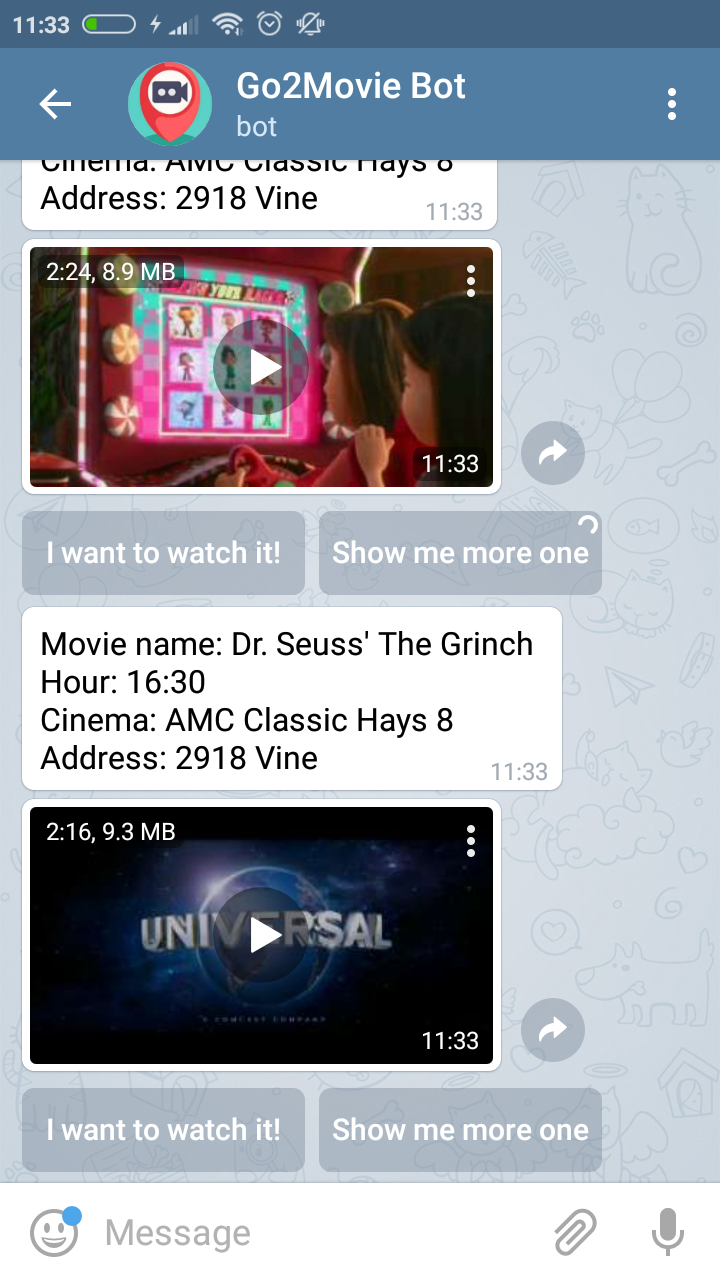 11:33
Go2Movie Bot
bot
Cinema: AMC Classic Hays 8
Address: 2918 Vine
11:33
2:24, 8.9 MB
YOUR
11:33
I want to watch it!
Show me more one
Movie name: Dr. Seuss' The Grinch
Hour: 16:30
Cinema: AMC Classic Hays 8
Address: 2918 Vine
11:33
2:16, 9.3 MB
UNIVERSAL
A COMCAST COMPANY
11:33
I want to watch it!
Show me more one
Message